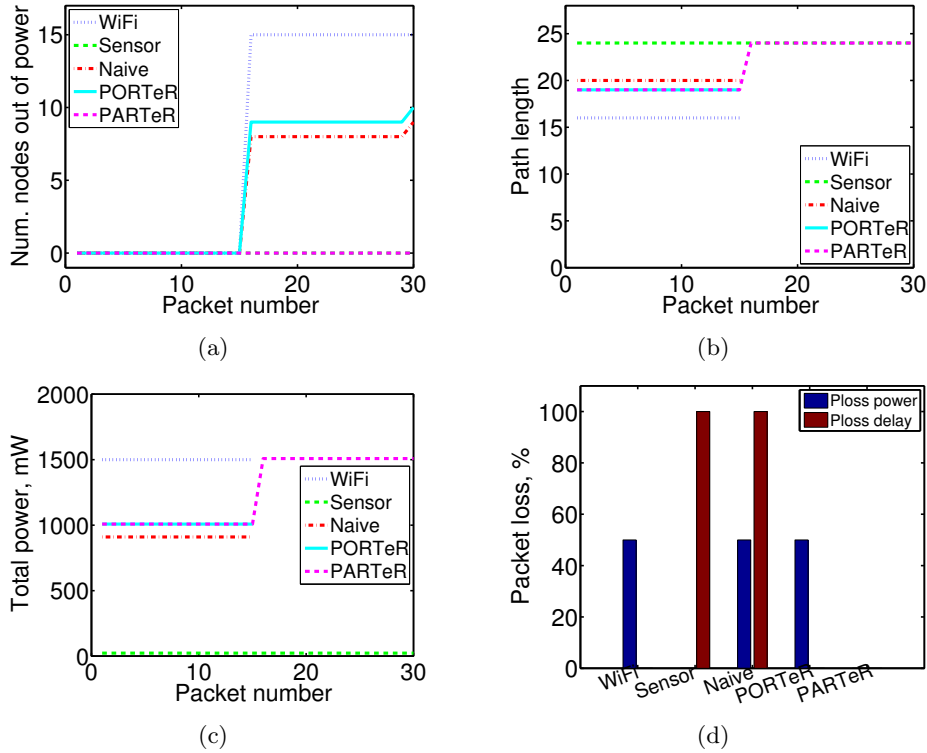 Num. nodes out of power
15
10
5
0
0
10
20
30
Packet number
WiFi
Sensor
Naive
PORTeR
PARTeR
(a)
Path length
25
20
15
10
5
0
0
10
20
30
Packet number
WiFi
Sensor
Naive
PORTeR
PARTeR
(b)
Total power, mW
2000
1500
1000
500
0
0
10
20
30
Packet number
WiFi
Sensor
Naive
PORTeR
PARTeR
(c)
Packet loss, %
100
80
60
40
20
0
WiFi
Sensor
Naive
PORTeR
PARTeR
Ploss power
Ploss delay
(d)